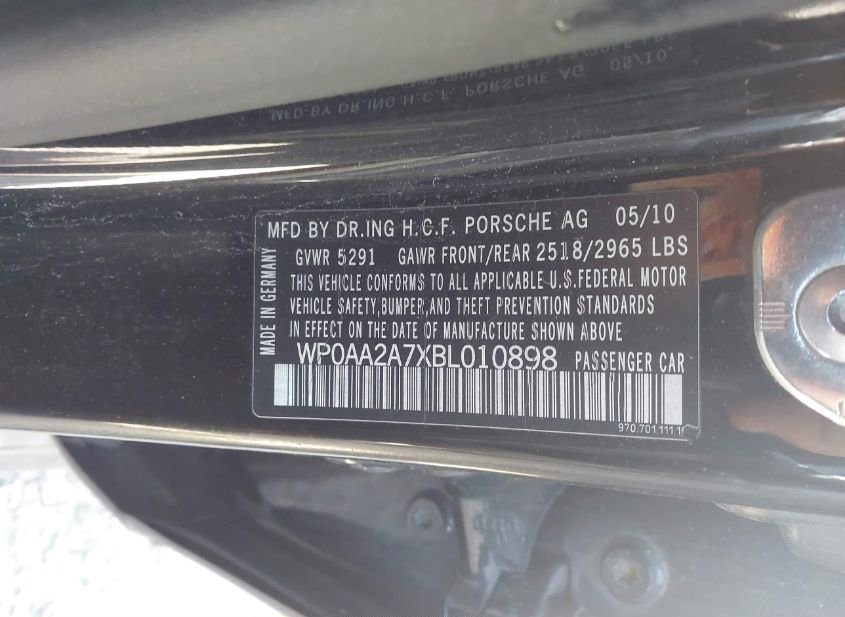 MFD BY DR.ING H.C.F. PORSCHE AG 05/10
GVWR 5291 GAWR FRONT/REAR 2518/2965 LBS
THIS VEHICLE CONFORMS TO ALL APPLICABLE U.S.FEDERAL MOTOR
VEHICLE SAFETY,BUMPER,AND THEFT PREVENTION STANDARDS
IN EFFECT ON THE DATE OF MANUFACTURE SHOWN ABOVE
WP0AA2A7XBL010898 PASSENGER CAR
MADE IN GERMANY